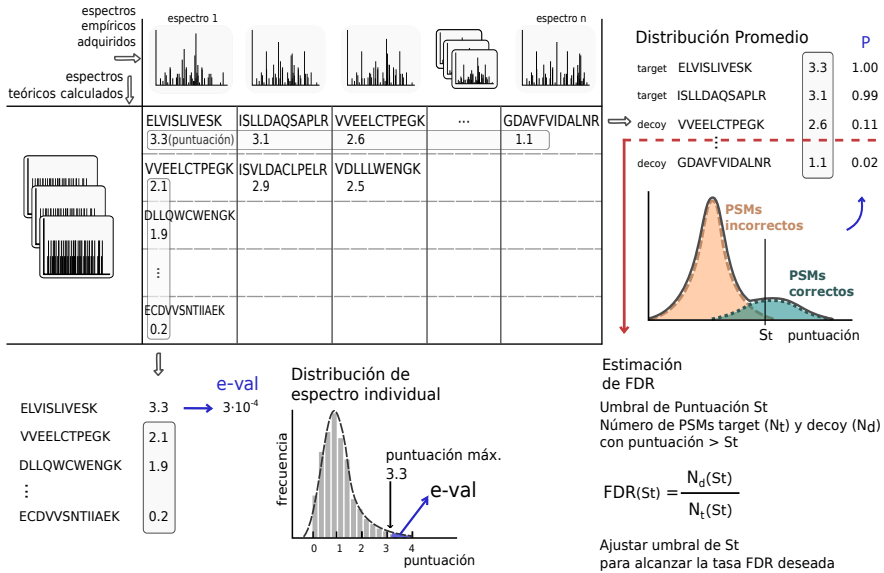 espectros
empíricos
adquiridos
espectro 1
espectro n
espectros
teóricos calculados
ELVISLIVESK ISLLDAQSAPLR VVEELCTPEGK ... GDAVFVIDALNR
3.3(puntuación) 3.1 2.6 1.1
VVEELCTPEGK ISVLDACLPELR VDLLLWENGK
2.1 2.9 2.5
DLLQWCWENGK
1.9
...
ECDVVSNTIIAEK
0.2
Distribución Promedio P
target ELVISLIVESK 3.3 1.00
target ISLLDAQSAPLR 3.1 0.99
decoy VVEELCTPEGK 2.6 0.11
...
decoy GDAVFVIDALNR 1.1 0.02
PSMs
incorrectos
PSMs
correctos
St puntuación
e-val
ELVISLIVESK 3.3 3·10⁻⁴
VVEELCTPEGK 2.1
DLLQWCWENGK 1.9
...
ECDVVSNTIIAEK 0.2
Distribución de
espectro individual
frecuencia
puntuación máx.
3.3
e-val
0 1 2 3 4
puntuación
Estimación
de FDR
Umbral de Puntuación St
Número de PSMs target (Nt) y decoy (Nd)
con puntuación > St
FDR(St) = Nd(St)
Nt(St)
Ajustar umbral de St
para alcanzar la tasa FDR deseada